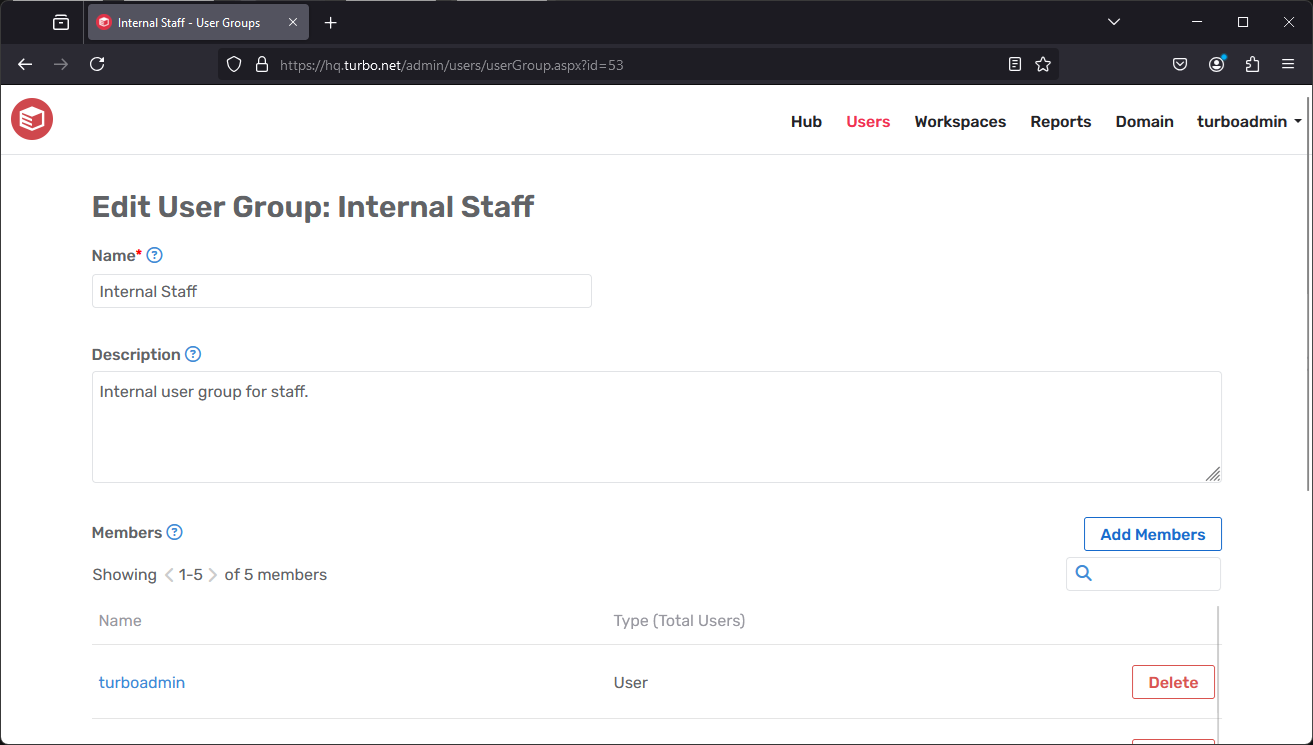 Internal Staff - User Groups
https://hq.turbo.net/admin/users/userGroup.aspx?id=53
Hub Users Workspaces Reports Domain turboadmin
Edit User Group: Internal Staff
Name* ?
Internal Staff
Description ?
Internal user group for staff.
Members ? Add Members
Showing 1-5 of 5 members
Name Type (Total Users)
turboadmin User Delete